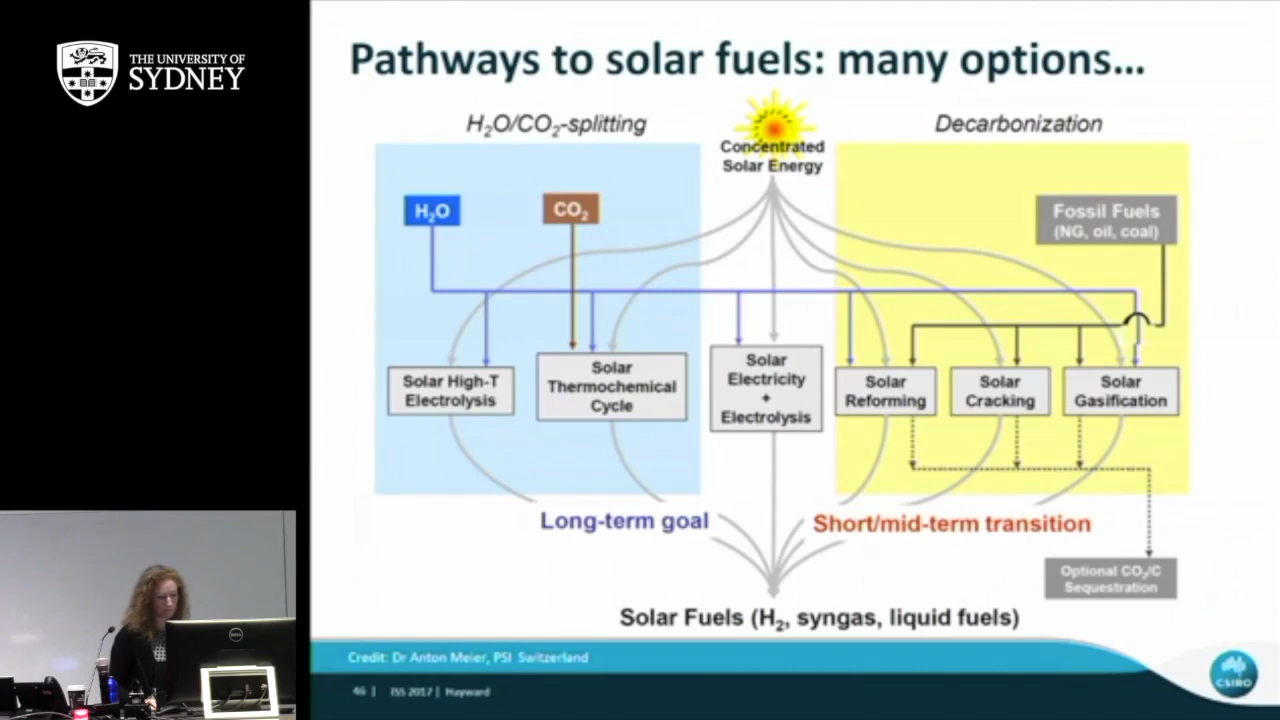 THE UNIVERSITY OF
SYDNEY
Pathways to solar fuels: many options...
H₂O/CO₂-splitting
Concentrated
Solar Energy
Decarbonization
H₂O
CO₂
Fossil Fuels
(NG, oil, coal)
Solar High-T
Electrolysis
Solar
Thermochemical
Cycle
Solar
Electricity
+
Electrolysis
Solar
Reforming
Solar
Cracking
Solar
Gasification
Long-term goal
Short/mid-term transition
Optional CO₂/C
Sequestration
Solar Fuels (H₂, syngas, liquid fuels)
Credit: Dr Anton Meier, PSI Switzerland
46 | ISS 2017 | Hayward
CSIRO
DELL